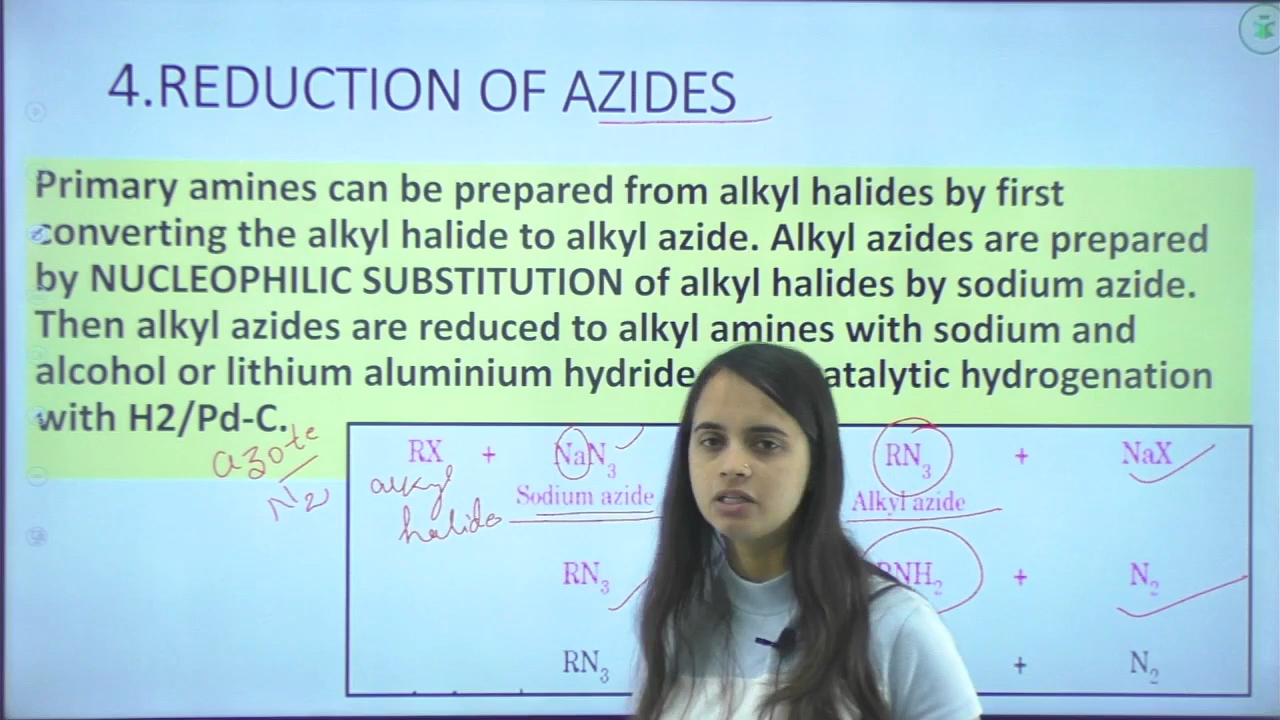 4.REDUCTION OF AZIDES
Primary amines can be prepared from alkyl halides by first
converting the alkyl halide to alkyl azide. Alkyl azides are prepared
by NUCLEOPHILIC SUBSTITUTION of alkyl halides by sodium azide.
Then alkyl azides are reduced to alkyl amines with sodium and
alcohol or lithium aluminium hydride atalytic hydrogenation
with H2/Pd-C.
azote
N2
RX + NaN₃ RN₃ + NaX
alkyl
halide
Sodium azide Alkyl azide
RN₃ RNH₂ + N₂
RN₃ + N₂